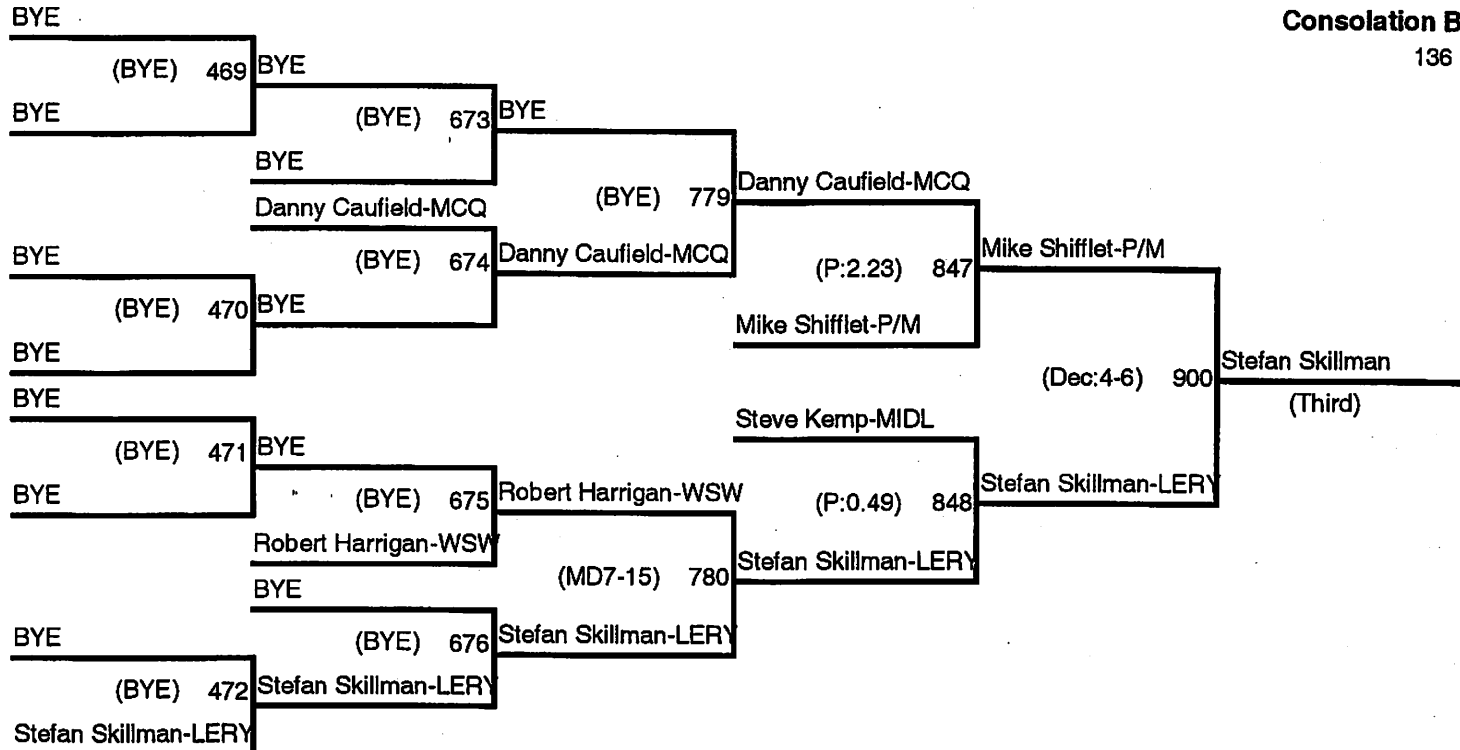 Consolation B
136
BYE
(BYE) 469
BYE
BYE
(BYE) 673
BYE
BYE
BYE
(BYE) 779
Danny Caufield-MCQ
Danny Caufield-MCQ
(BYE) 674
Danny Caufield-MCQ
BYE
(BYE) 470
BYE
BYE
(P:2.23) 847
Mike Shifflet-P/M
Mike Shifflet-P/M
(Dec:4-6) 900
Stefan Skillman
(Third)
BYE
(BYE) 471
BYE
BYE
(BYE) 675
Robert Harrigan-WSW
Robert Harrigan-WSW
Steve Kemp-MIDL
(P:0.49) 848
Stefan Skillman-LERY
(MD7-15) 780
Stefan Skillman-LERY
BYE
(BYE) 676
Stefan Skillman-LERY
BYE
(BYE) 472
Stefan Skillman-LERY
Stefan Skillman-LERY